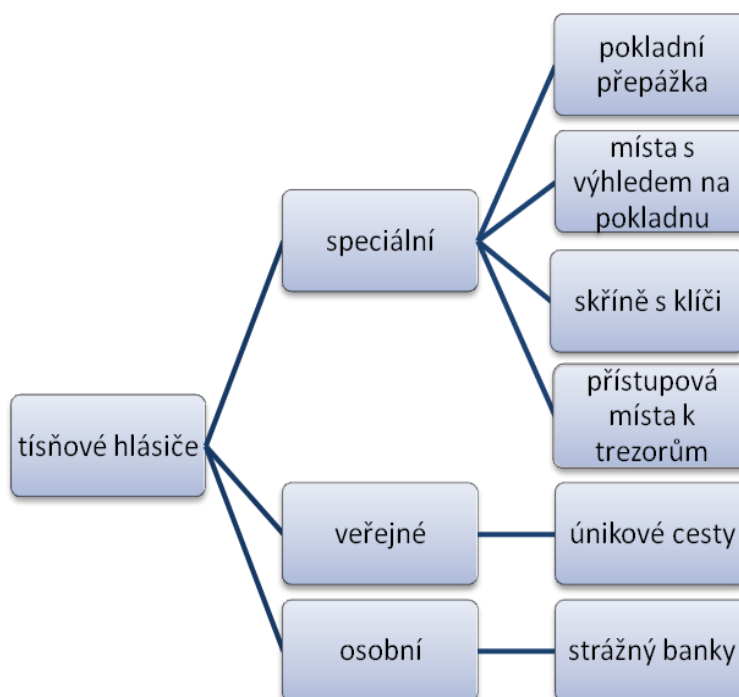 pokladní
přepážka
místa s
výhledem na
pokladnu
speciální
skříně s klíči
přístupová
místa k
trezorům
tísňové hlásiče
veřejné
únikové cesty
osobní
strážný banky